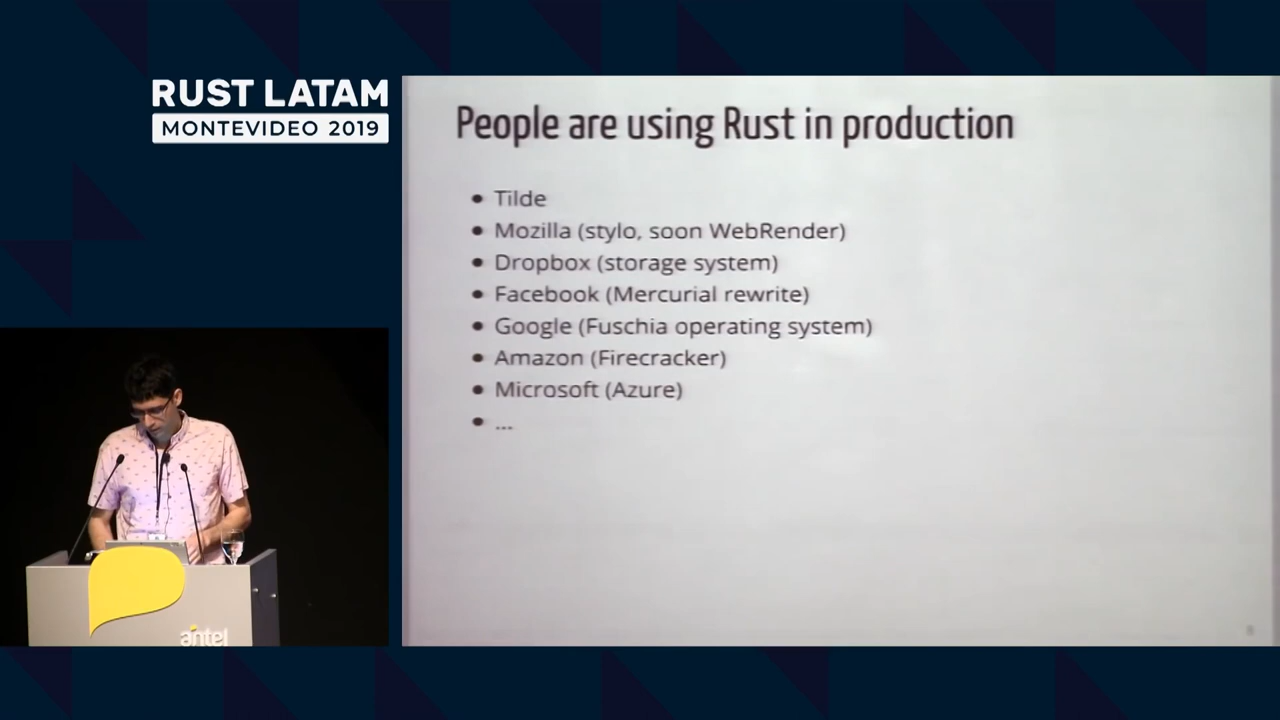 RUST LATAM
MONTEVIDEO 2019
People are using Rust in production
• Tilde
• Mozilla (stylo, soon WebRender)
• Dropbox (storage system)
• Facebook (Mercurial rewrite)
• Google (Fuschia operating system)
• Amazon (Firecracker)
• Microsoft (Azure)
• ...
antel